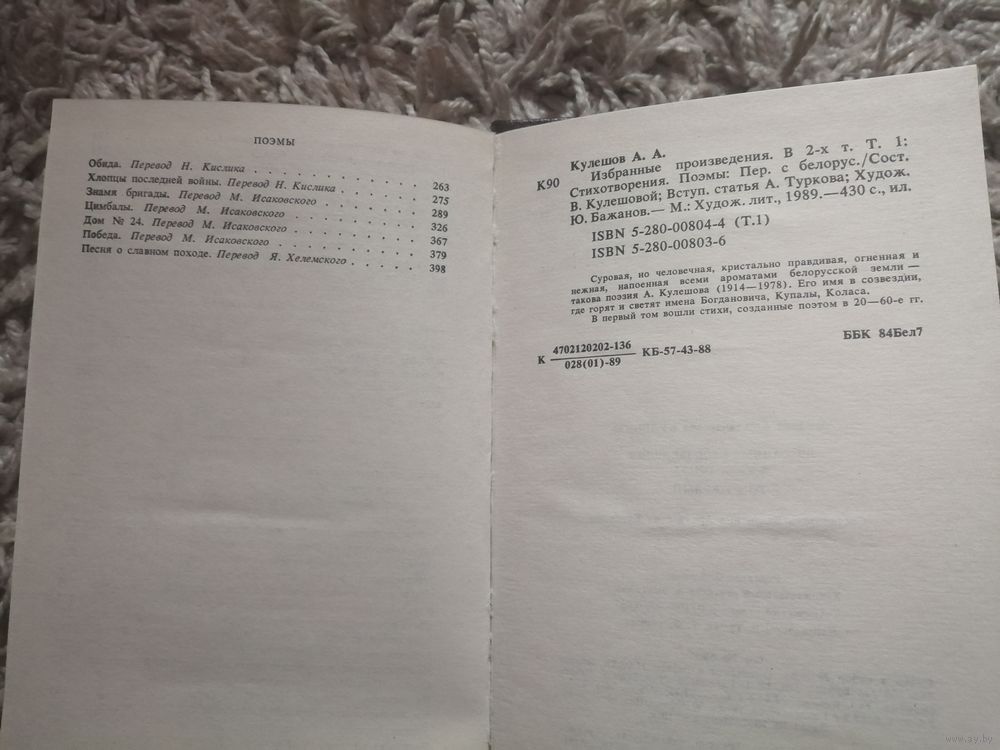 ПОЭМЫ
Обида. Перевод Н. Кислика . . . . . . . . . . . 263
Хлопцы последней войны. Перевод Н. Кислика . . . . 275
Знамя бригады. Перевод М. Исаковского . . . . . . 289
Цимбалы. Перевод М. Исаковского . . . . . . . . 326
Дом № 24. Перевод М. Исаковского . . . . . . . . 367
Победа. Перевод М. Исаковского . . . . . . . . . 379
Песня о славном походе. Перевод Я. Хелемского . . . . . 398
Кулешов А. А.
К90 Избранные произведения. В 2-х т. Т. 1:
Стихотворения. Поэмы: Пер. с белорус./Сост.
В. Кулешовой; Вступ. статья А. Туркова; Худож.
Ю. Бажанов.— М.: Худож. лит., 1989.—430 с., ил.
ISBN 5-280-00804-4 (Т.1)
ISBN 5-280-00803-6
Суровая, но человечная, кристально правдивая, огненная и
нежная, напоенная всеми ароматами белорусской земли —
такова поэзия А. Кулешова (1914—1978). Его имя в созвездии,
где горят и светят имена Богдановича, Купалы, Коласа.
В первый том вошли стихи, созданные поэтом в 20—60-е гг.
К 4702120202-136 КБ-57-43-88
028(01)-89
ББК 84Бел7
www.ay.by